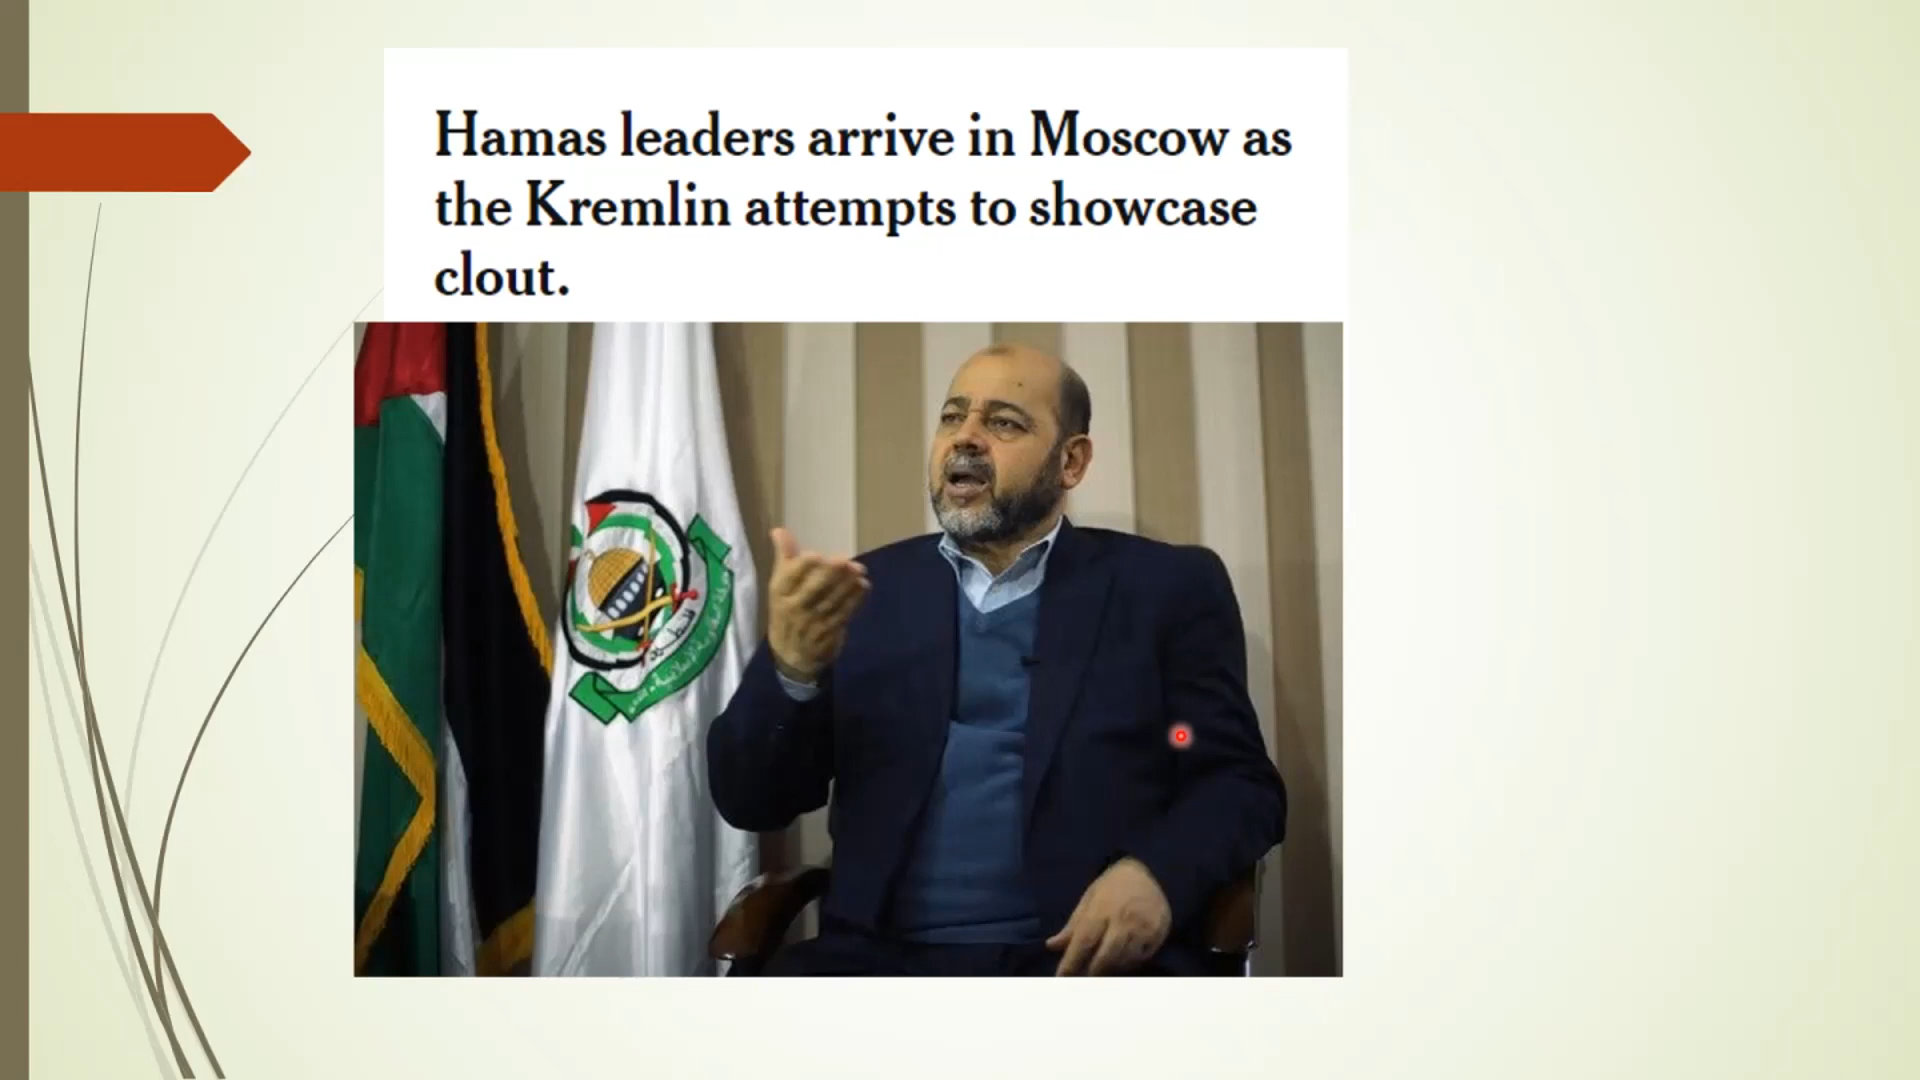 Hamas leaders arrive in Moscow as
the Kremlin attempts to showcase
clout.